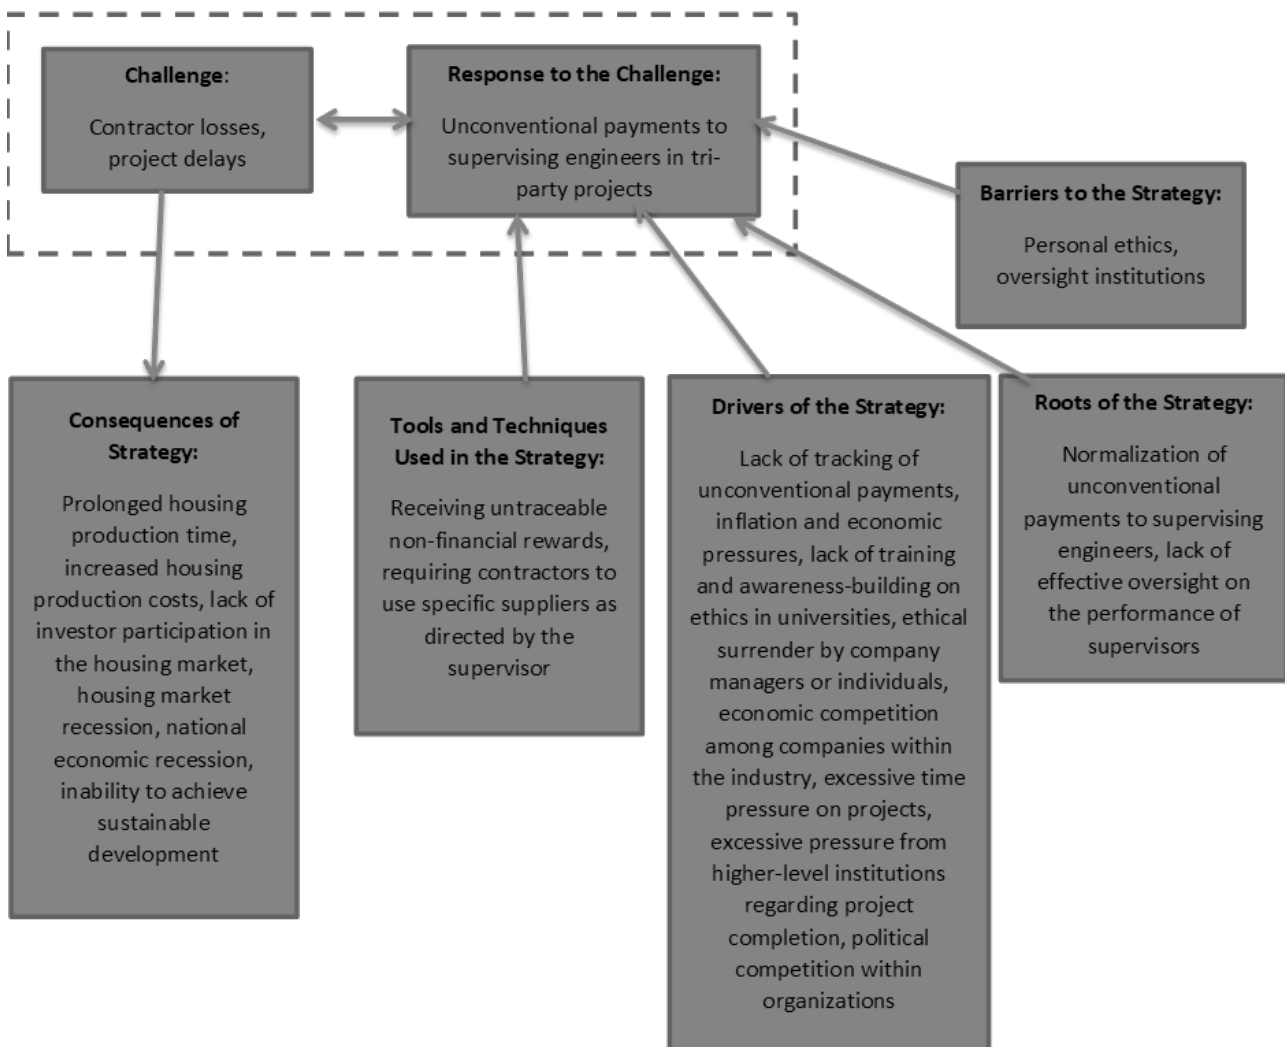 Challenge:
Contractor losses,
project delays
Response to the Challenge:
Unconventional payments to
supervising engineers in tri-
party projects
Barriers to the Strategy:
Personal ethics,
oversight institutions
Consequences of
Strategy:
Prolonged housing
production time,
increased housing
production costs, lack of
investor participation in
the housing market,
housing market
recession, national
economic recession,
inability to achieve
sustainable
development
Tools and Techniques
Used in the Strategy:
Receiving untraceable
non-financial rewards,
requiring contractors to
use specific suppliers as
directed by the
supervisor
Drivers of the Strategy:
Lack of tracking of
unconventional payments,
inflation and economic
pressures, lack of training
and awareness-building on
ethics in universities, ethical
surrender by company
managers or individuals,
economic competition
among companies within
the industry, excessive time
pressure on projects,
excessive pressure from
higher-level institutions
regarding project
completion, political
competition within
organizations
Roots of the Strategy:
Normalization of
unconventional
payments to supervising
engineers, lack of
effective oversight on
the performance of
supervisors